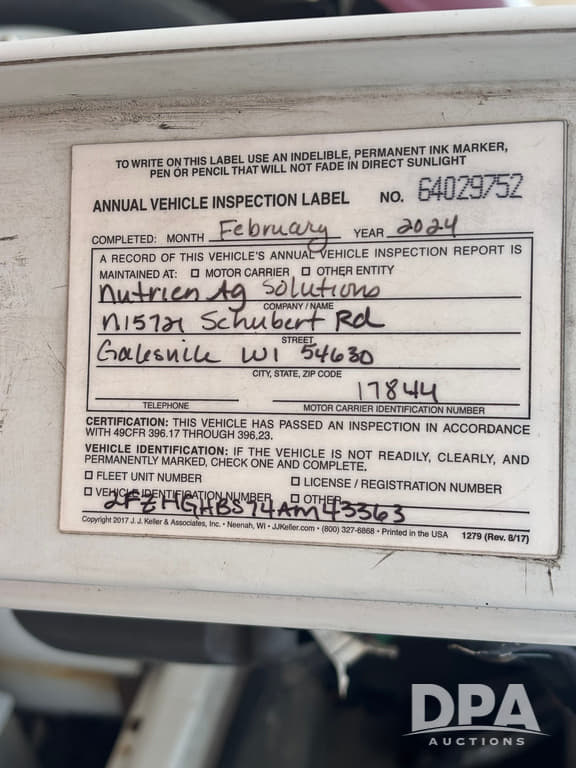 TO WRITE ON THIS LABEL USE AN INDELIBLE, PERMANENT INK MARKER,
PEN OR PENCIL THAT WILL NOT FADE IN DIRECT SUNLIGHT
ANNUAL VEHICLE INSPECTION LABEL NO. 64029752
COMPLETED: MONTH February YEAR 2024
A RECORD OF THIS VEHICLE'S ANNUAL VEHICLE INSPECTION REPORT IS
MAINTAINED AT: ☐ MOTOR CARRIER ☐ OTHER ENTITY
Nutrien Ag Solutions
COMPANY / NAME
N15721 Schubert Rd
STREET
Galesville WI 54630
CITY, STATE, ZIP CODE
17844
TELEPHONE MOTOR CARRIER IDENTIFICATION NUMBER
CERTIFICATION: THIS VEHICLE HAS PASSED AN INSPECTION IN ACCORDANCE
WITH 49CFR 396.17 THROUGH 396.23.
VEHICLE IDENTIFICATION: IF THE VEHICLE IS NOT READILY, CLEARLY, AND
PERMANENTLY MARKED, CHECK ONE AND COMPLETE.
☐ FLEET UNIT NUMBER ☐ LICENSE / REGISTRATION NUMBER
☐ VEHICLE IDENTIFICATION NUMBER ☐ OTHER
2FZHGHBS74AM43363
Copyright 2017 J. J. Keller & Associates, Inc. • Neenah, WI • JJKeller.com • (800) 327-6868 • Printed in the USA 1279 (Rev. 8/17)
DPA
AUCTIONS